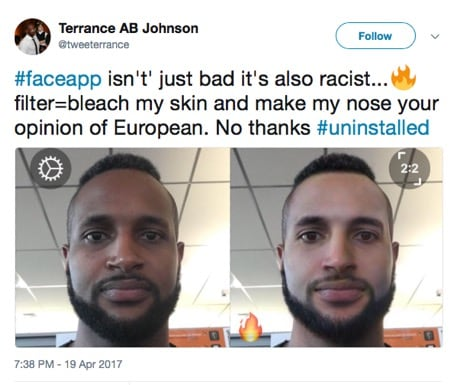 Terrance AB Johnson
@tweeterrance
Follow
#faceapp isn't' just bad it's also racist...🔥
filter=bleach my skin and make my nose your
opinion of European. No thanks #uninstalled
2:2
7:38 PM - 19 Apr 2017